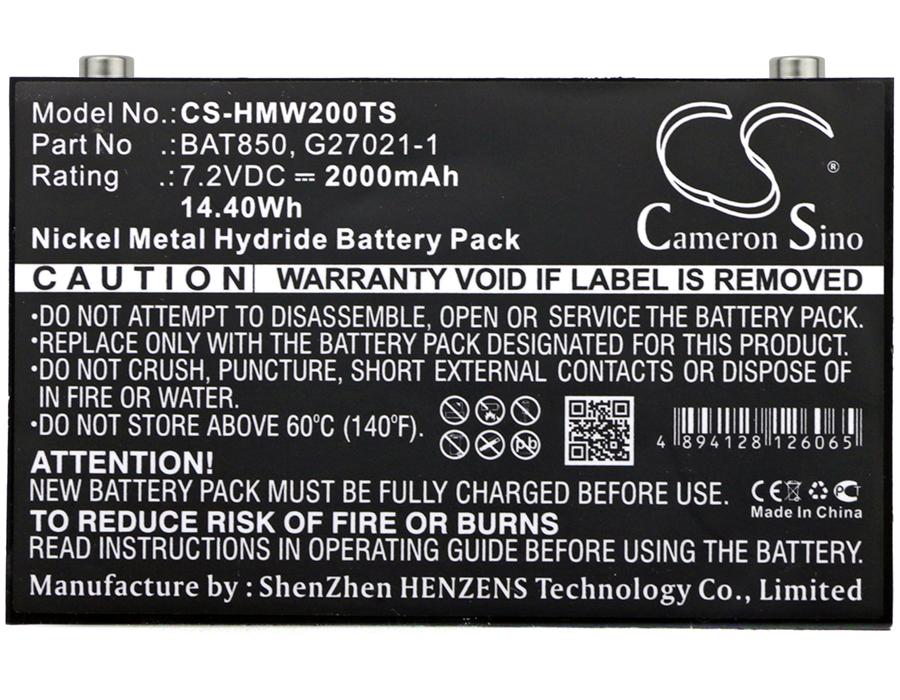 Model No.: CS-HMW200TS
Part No .: BAT850, G27021-1
Rating .: 7.2VDC ⎓ 2000mAh
14.40Wh
Nickel Metal Hydride Battery Pack
CS
®
Cameron Sino
CAUTION WARRANTY VOID IF LABEL IS REMOVED
•DO NOT ATTEMPT TO DISASSEMBLE, OPEN OR SERVICE THE BATTERY PACK.
•REPLACE ONLY WITH THE BATTERY PACK DESIGNATED FOR THIS PRODUCT.
•DO NOT CRUSH, PUNCTURE, SHORT EXTERNAL CONTACTS OR DISPOSE OF
IN FIRE OR WATER.
•DO NOT STORE ABOVE 60°C (140°F).
4 894128 126065
ATTENTION!
NEW BATTERY PACK MUST BE FULLY CHARGED BEFORE USE.
CE
Made In China
TO REDUCE RISK OF FIRE OR BURNS
READ INSTRUCTIONS IN OPERATING GUIDE BEFORE USING THE BATTERY.
Manufacture by : ShenZhen HENZENS Technology Co., Limited